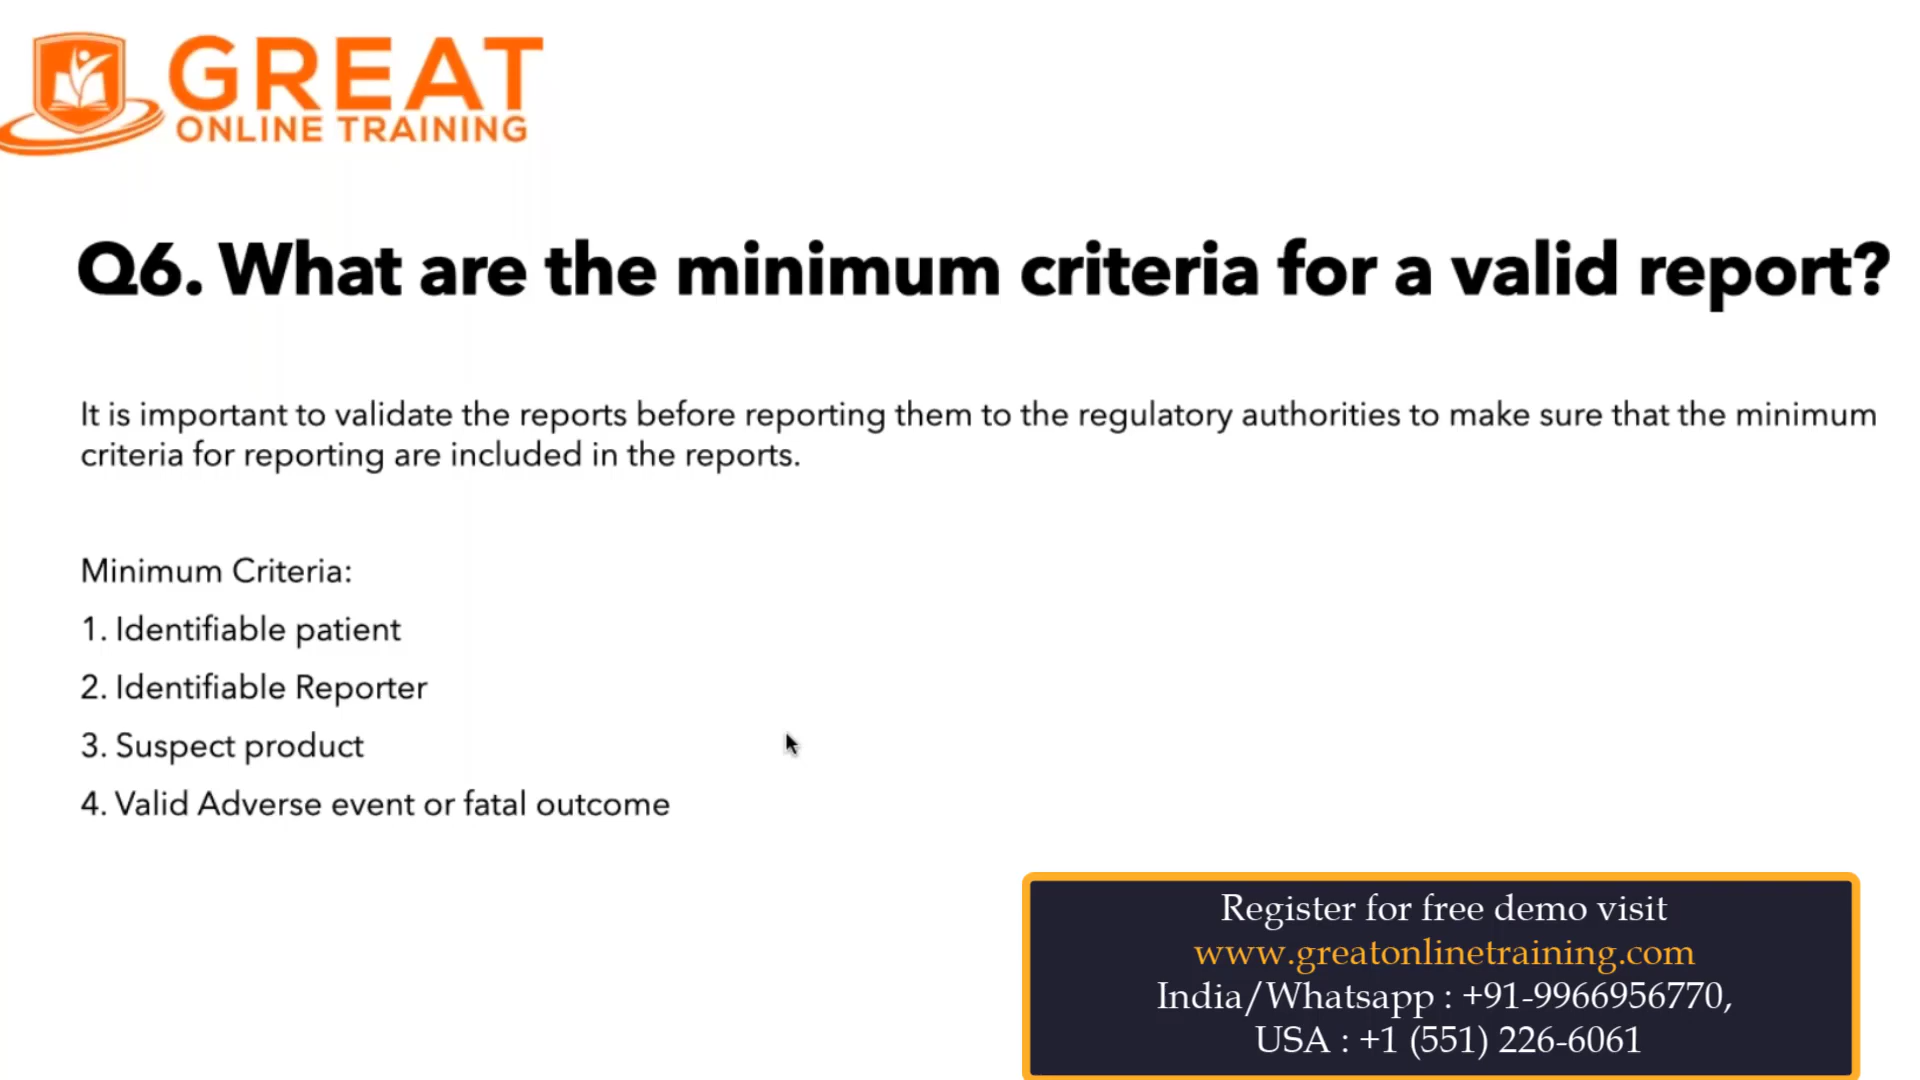 GREAT
ONLINE TRAINING
Q6. What are the minimum criteria for a valid report?
It is important to validate the reports before reporting them to the regulatory authorities to make sure that the minimum
criteria for reporting are included in the reports.
Minimum Criteria:
1. Identifiable patient
2. Identifiable Reporter
3. Suspect product
4. Valid Adverse event or fatal outcome
Register for free demo visit
www.greatonlinetraining.com
India/Whatsapp : +91-9966956770,
USA : +1 (551) 226-6061